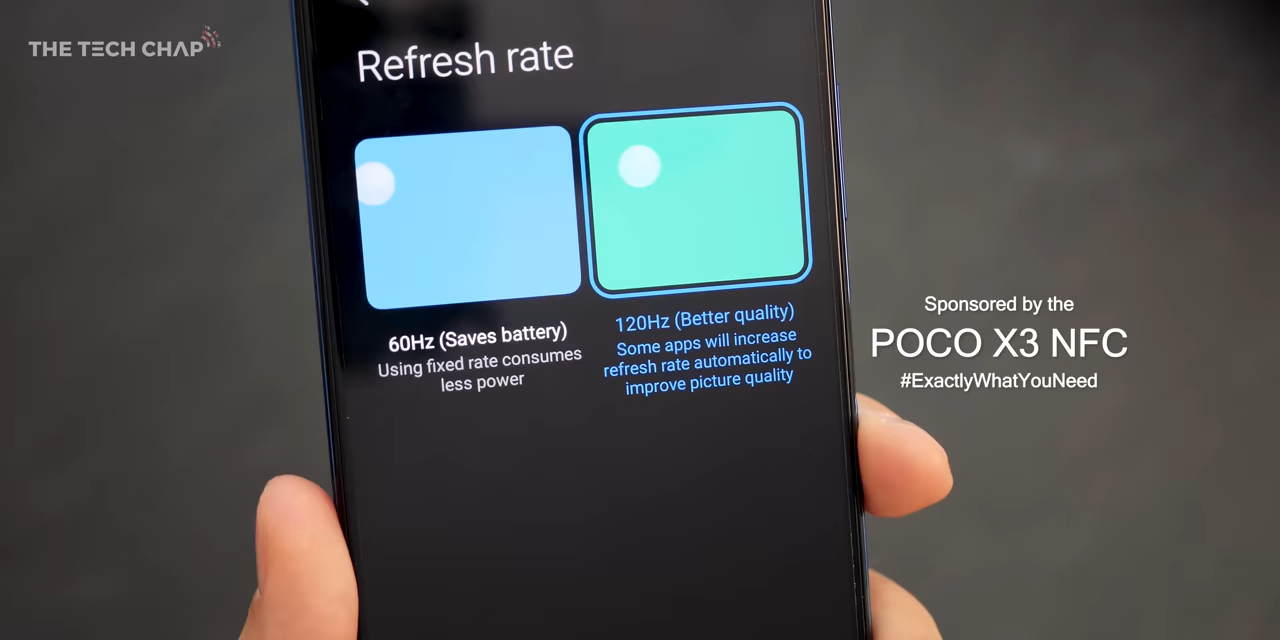 THE TECH CHAP
Refresh rate
60Hz (Saves battery)
Using fixed rate consumes
less power
120Hz (Better quality)
Some apps will increase
refresh rate automatically to
improve picture quality
Sponsored by the
POCO X3 NFC
#ExactlyWhatYouNeed